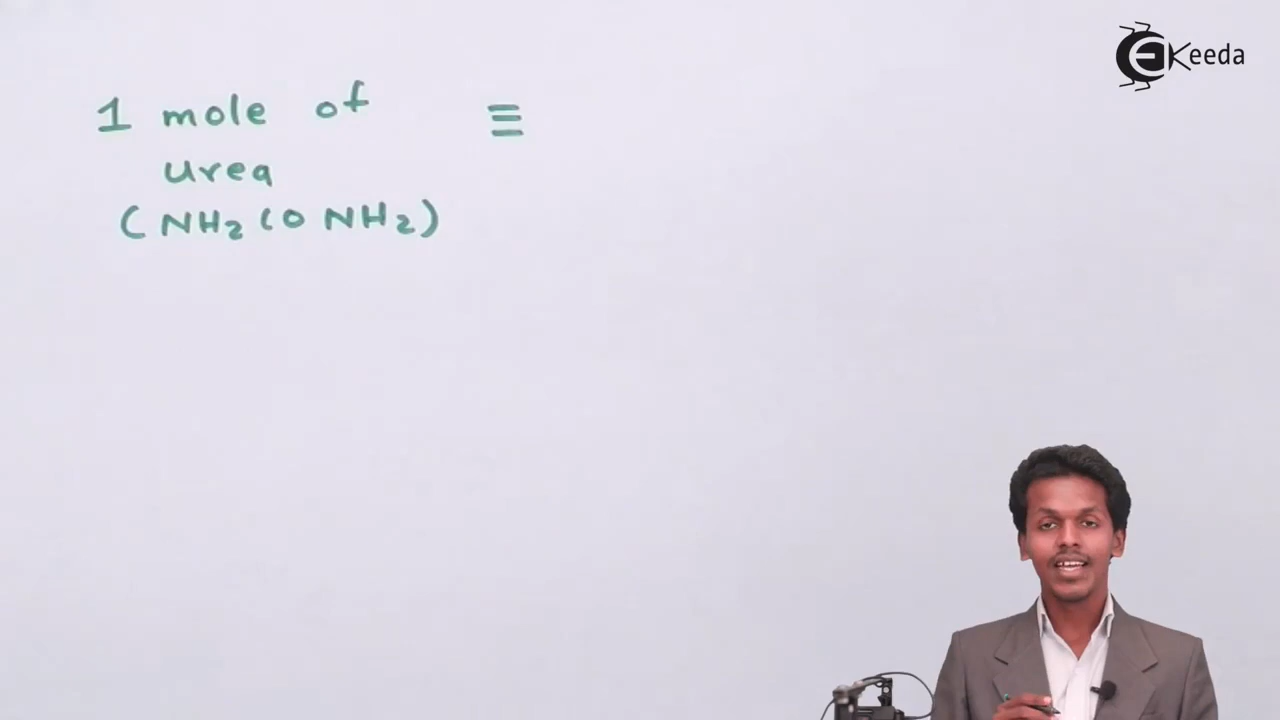 1 mole of ≡
urea
(NH₂CONH₂)
EKeeda